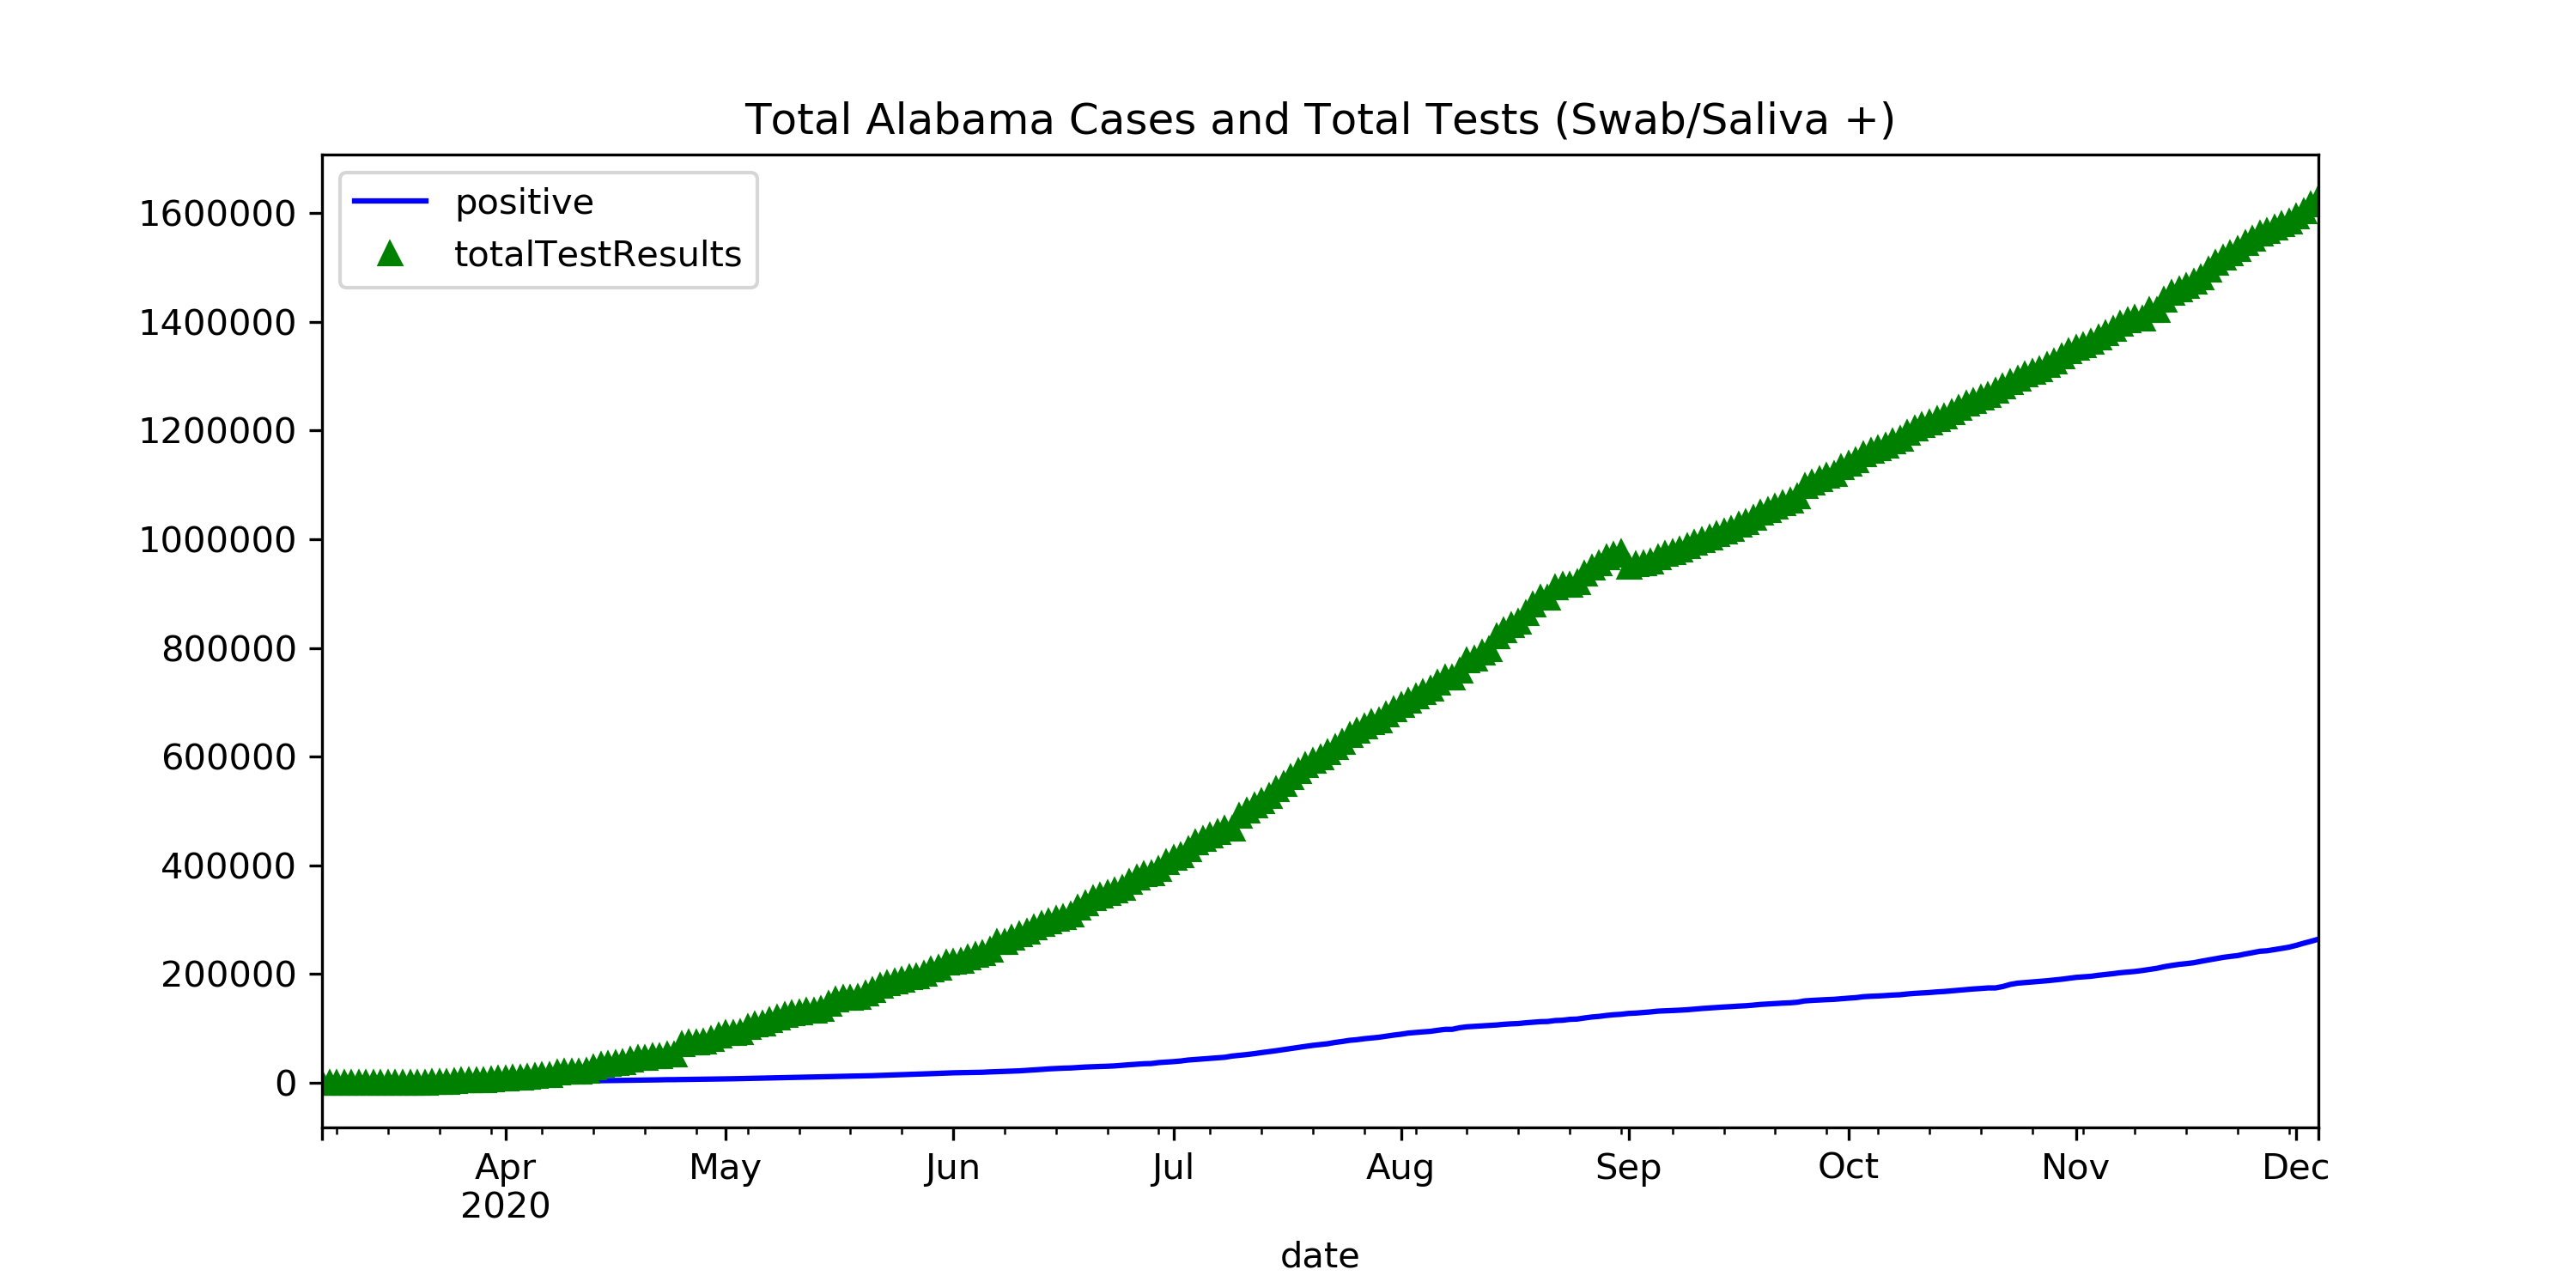 Total Alabama Cases and Total Tests (Swab/Saliva +)
positive
totalTestResults
1600000
1400000
1200000
1000000
800000
600000
400000
200000
0
Apr May Jun Jul Aug Sep Oct Nov Dec
2020
date